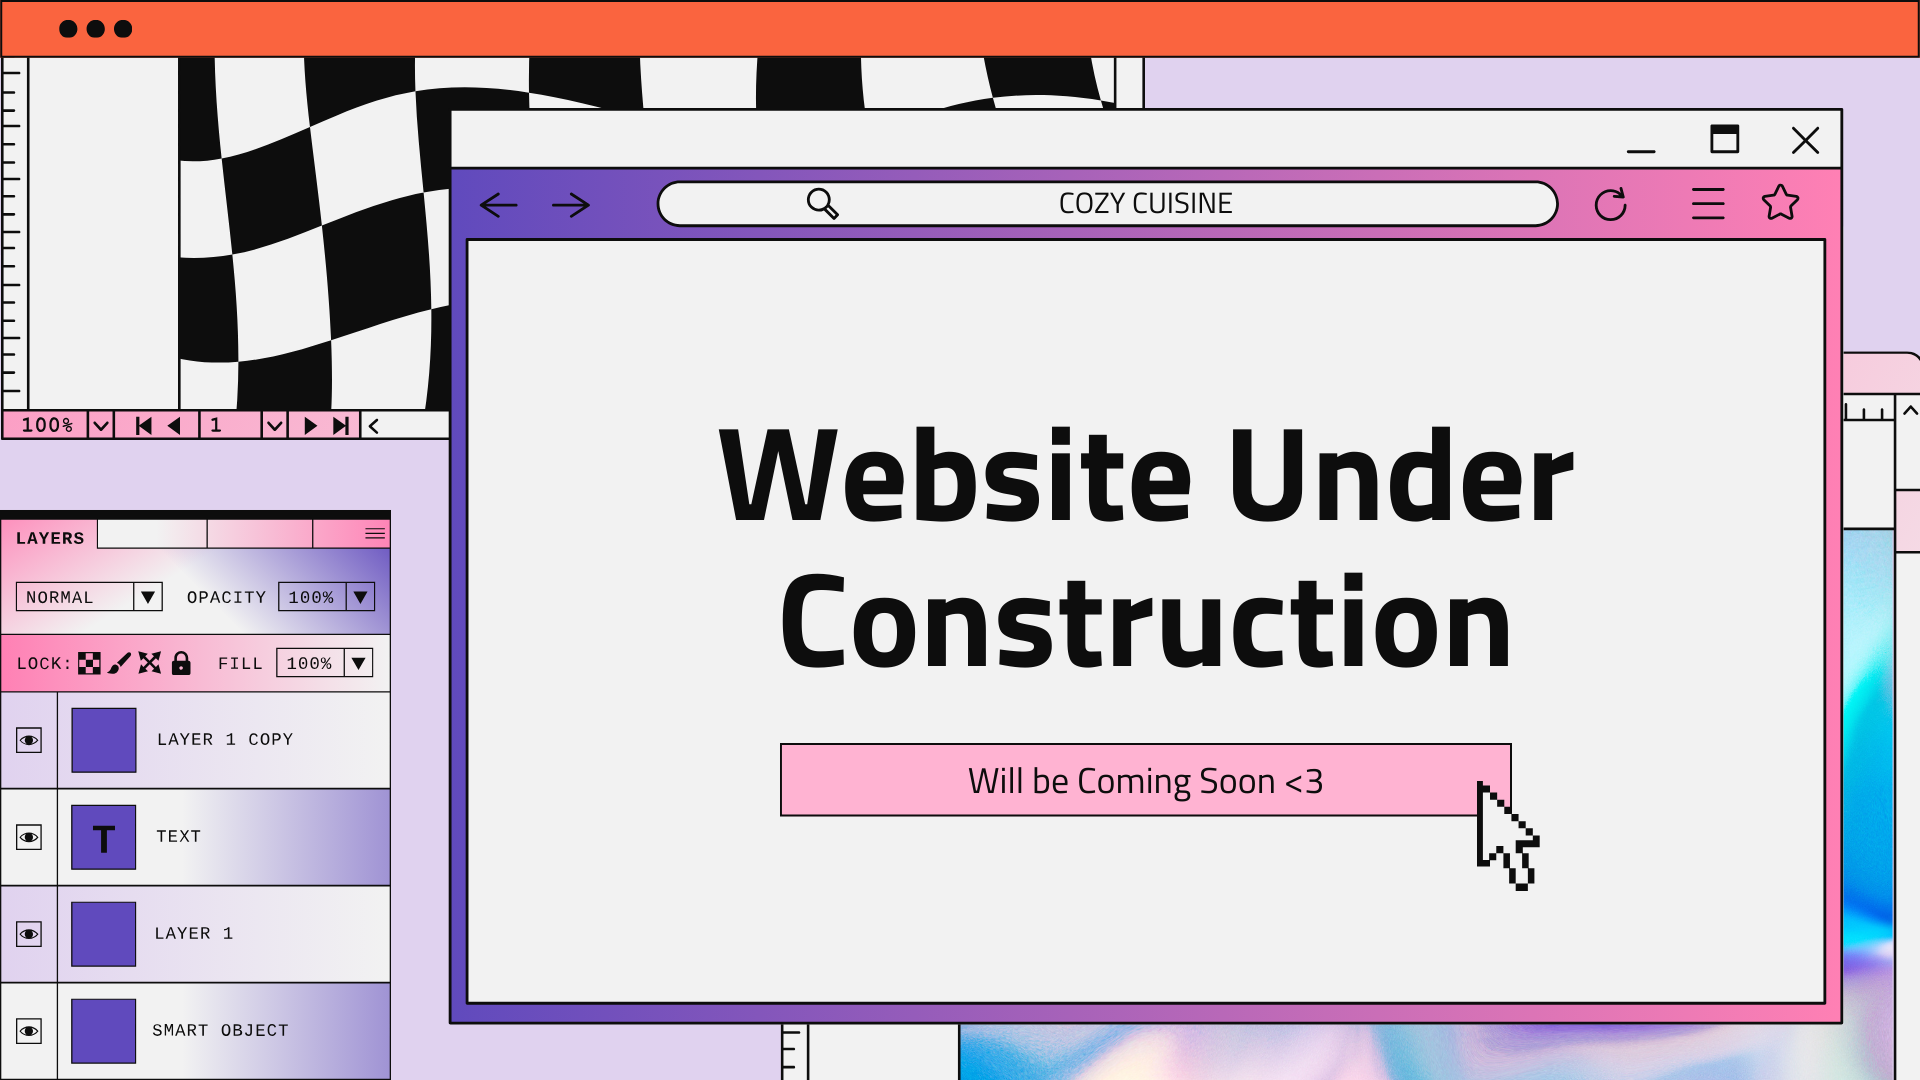 COZY CUISINE
Website Under
Construction
Will be Coming Soon <3
100%
1
LAYERS
NORMAL
OPACITY
100%
LOCK:
FILL
100%
LAYER 1 COPY
T
TEXT
LAYER 1
SMART OBJECT